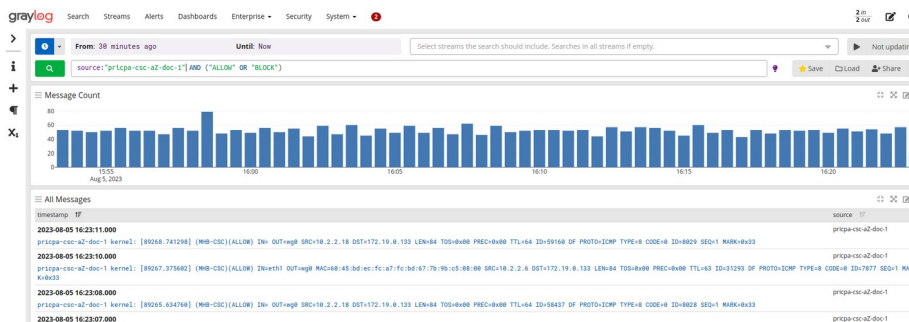 graylog Search Streams Alerts Dashboards Enterprise Security System 2 2 in
2 out
From: 30 minutes ago Until: Now Select streams the search should include. Searches in all streams if empty. Not updatin
source:"pricpa-csc-aZ-doc-1" AND ("ALLOW" OR "BLOCK") Save Load Share
Message Count
80
60
40
20
0
15:55 16:00 16:05 16:10 16:15 16:20
Aug 5, 2023
All Messages
timestamp source
2023-08-05 16:23:11.000 pricpa-csc-aZ-doc-1
pricpa-csc-aZ-doc-1 kernel: [89268.741298] (MHB-CSC)(ALLOW) IN= OUT=wg0 SRC=10.2.2.18 DST=172.19.0.133 LEN=84 TOS=0x00 PREC=0x00 TTL=64 ID=59160 DF PROTO=ICMP TYPE=8 CODE=0 ID=8029 SEQ=1 MARK=0x33
2023-08-05 16:23:10.000 pricpa-csc-aZ-doc-1
pricpa-csc-aZ-doc-1 kernel: [89267.375602] (MHB-CSC)(ALLOW) IN=eth1 OUT=wg0 MAC=60:45:bd:ec:fc:a7:fc:bd:67:7b:9b:c5:08:00 SRC=10.2.2.6 DST=172.19.0.133 LEN=84 TOS=0x00 PREC=0x00 TTL=63 ID=31293 DF PROTO=ICMP TYPE=8 CODE=0 ID=7877 SEQ=1 MA
K=0x33
2023-08-05 16:23:08.000 pricpa-csc-aZ-doc-1
pricpa-csc-aZ-doc-1 kernel: [89265.634760] (MHB-CSC)(ALLOW) IN= OUT=wg0 SRC=10.2.2.18 DST=172.19.0.133 LEN=84 TOS=0x00 PREC=0x00 TTL=64 ID=58437 DF PROTO=ICMP TYPE=8 CODE=0 ID=8028 SEQ=1 MARK=0x33
2023-08-05 16:23:07.000 pricpa-csc-aZ-doc-1